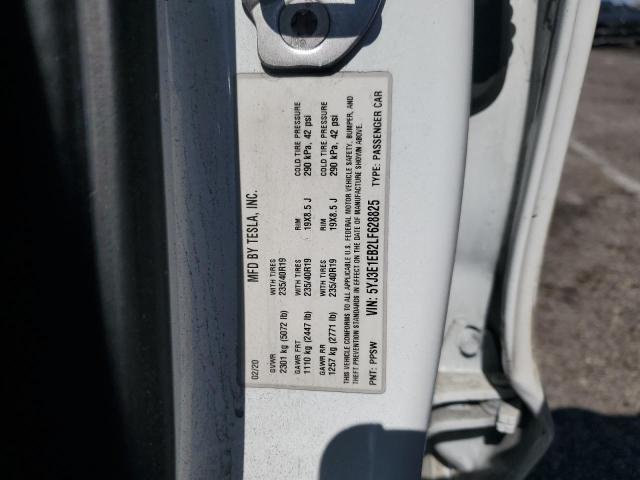 MFD BY TESLA, INC.
02/20
GVWR WITH TIRES RIM COLD TIRE PRESSURE
2301 kg (5072 lb) 235/40R19 19X8.5 J 290 kPa, 42 psi
GAWR FRT WITH TIRES RIM COLD TIRE PRESSURE
1110 kg (2447 lb) 235/40R19 19X8.5 J 290 kPa, 42 psi
GAWR RR
1257 kg (2771 lb) 235/40R19
THIS VEHICLE CONFORMS TO ALL APPLICABLE U.S. FEDERAL MOTOR VEHICLE SAFETY, BUMPER, AND
THEFT PREVENTION STANDARDS IN EFFECT ON THE DATE OF MANUFACTURE SHOWN ABOVE.
PNT: PPSW VIN: 5YJ3E1EB2LF628825 TYPE: PASSENGER CAR